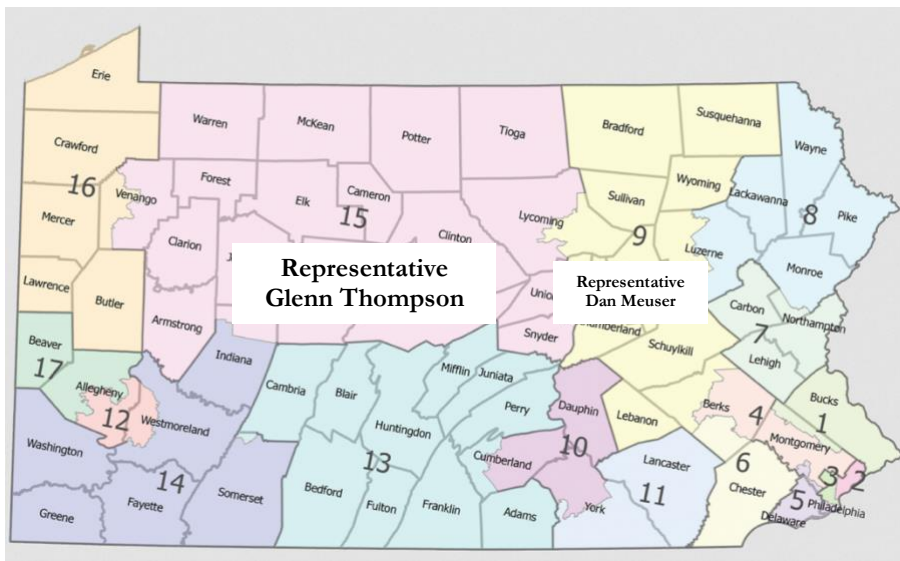 Erie
Warren
McKean
Potter
Tioga
Bradford
Susquehanna
Wayne
Crawford
16
Venango
Forest
Elk
Cameron
15
Sullivan
Wyoming
Lackawanna
8
Pike
Mercer
Clarion
Clinton
Lycoming
9
Luzerne
Monroe
Representative
Glenn Thompson
Representative
Dan Meuser
Lawrence
Butler
Armstrong
Unio
Snyder
umberland
Schuylkill
Carbon
7
Northampton
Lehigh
Beaver
17
Allegheny
12
Westmoreland
Indiana
Cambria
Blair
Huntingdon
Mifflin
Juniata
Perry
Dauphin
10
Lebanon
Berks
4
Bucks
1
Montgomery
Washington
14
Fayette
Greene
Somerset
Bedford
13
Fulton
Franklin
Cumberland
Adams
York
Lancaster
11
6
Chester
5
Delaware
3
2
Philadelphia